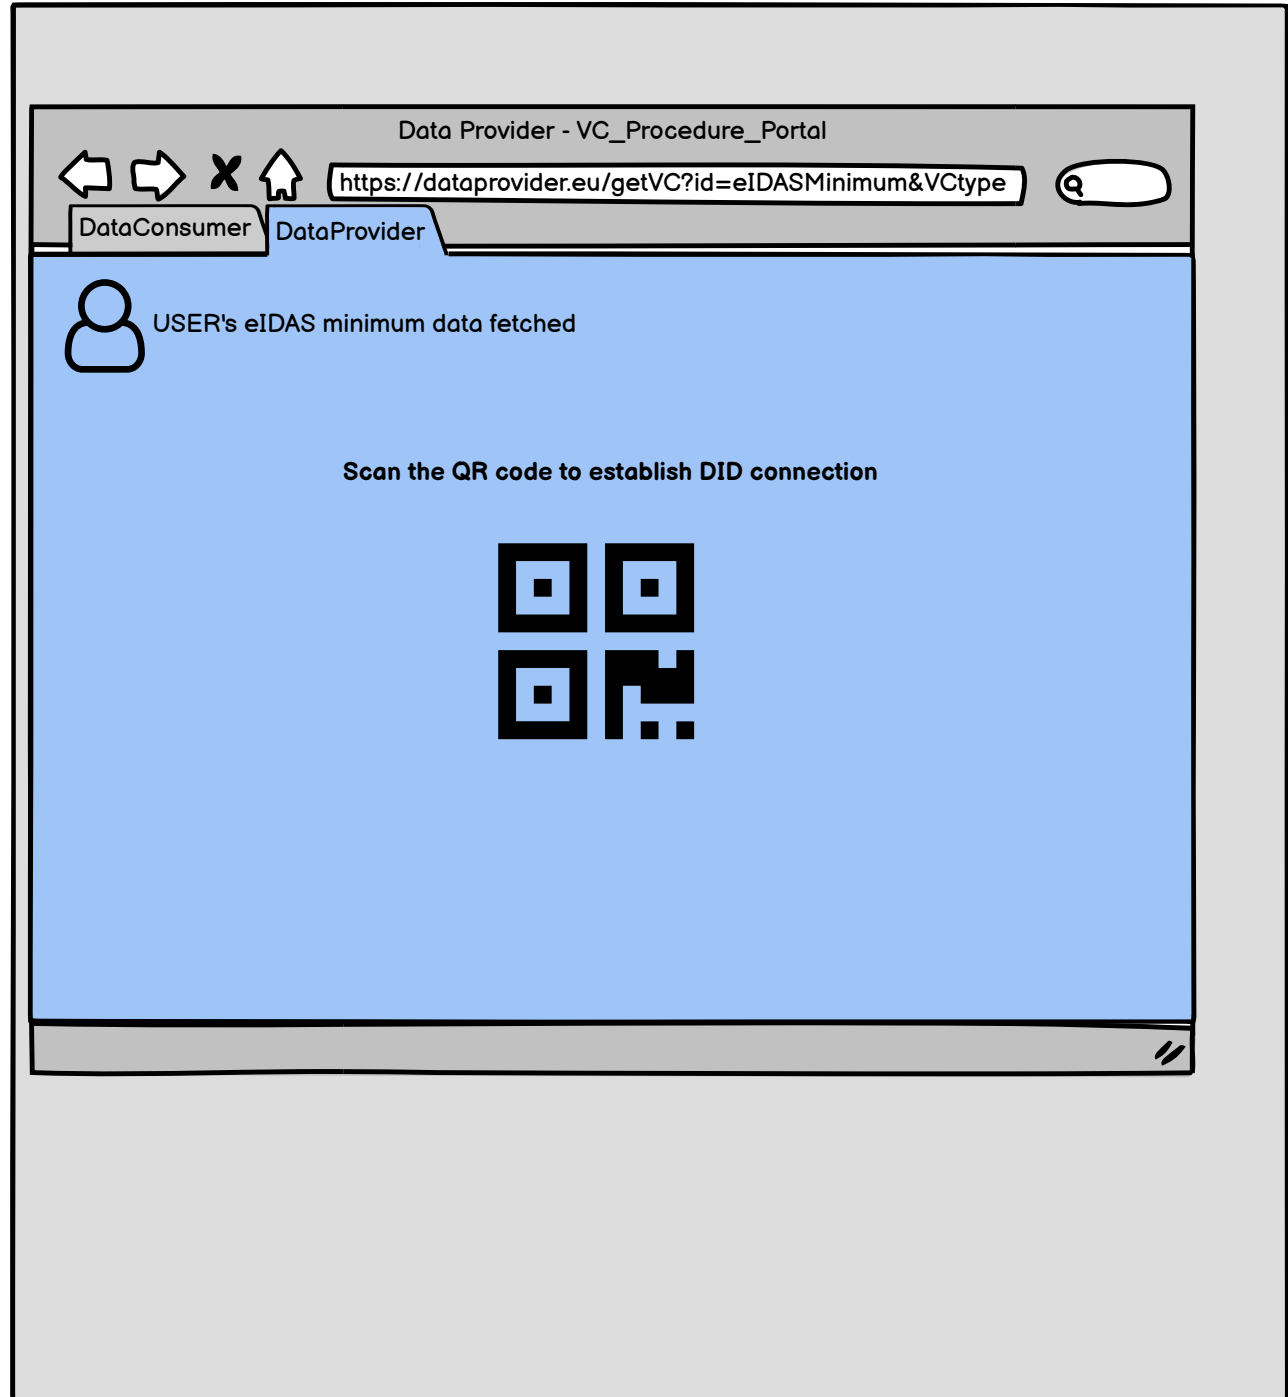 Data Provider - VC_Procedure_Portal
https://dataprovider.eu/getVC?id=eIDASMinimum&VCtype
DataConsumer
DataProvider
USER's eIDAS minimum data fetched
Scan the QR code to establish DID connection